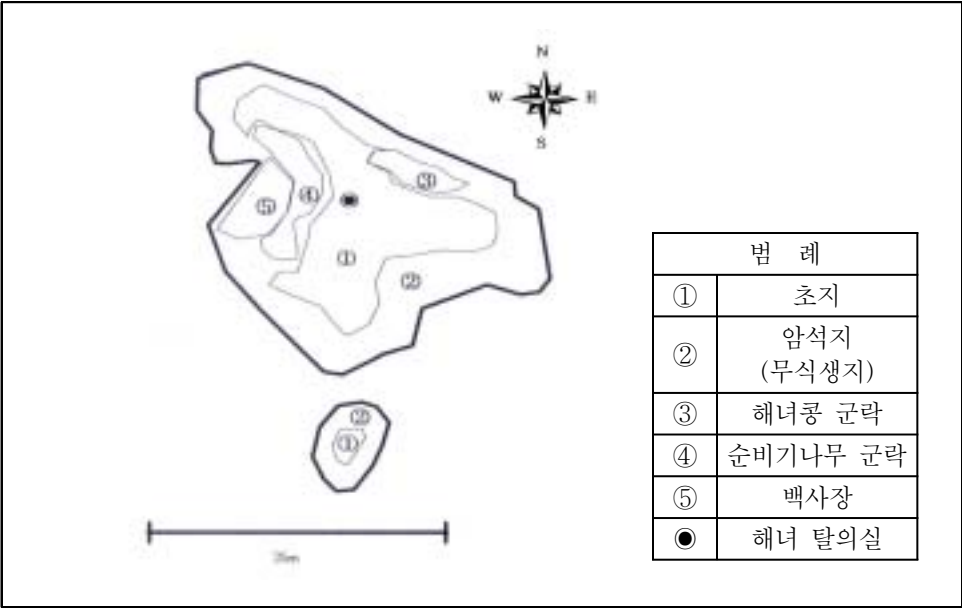 N
W E
S
③
④
⑤
①
②
②
①
범 례
① 초지
② 암석지
(무식생지)
③ 해녀콩 군락
④ 순비기나무 군락
⑤ 백사장
◉ 해녀 탈의실